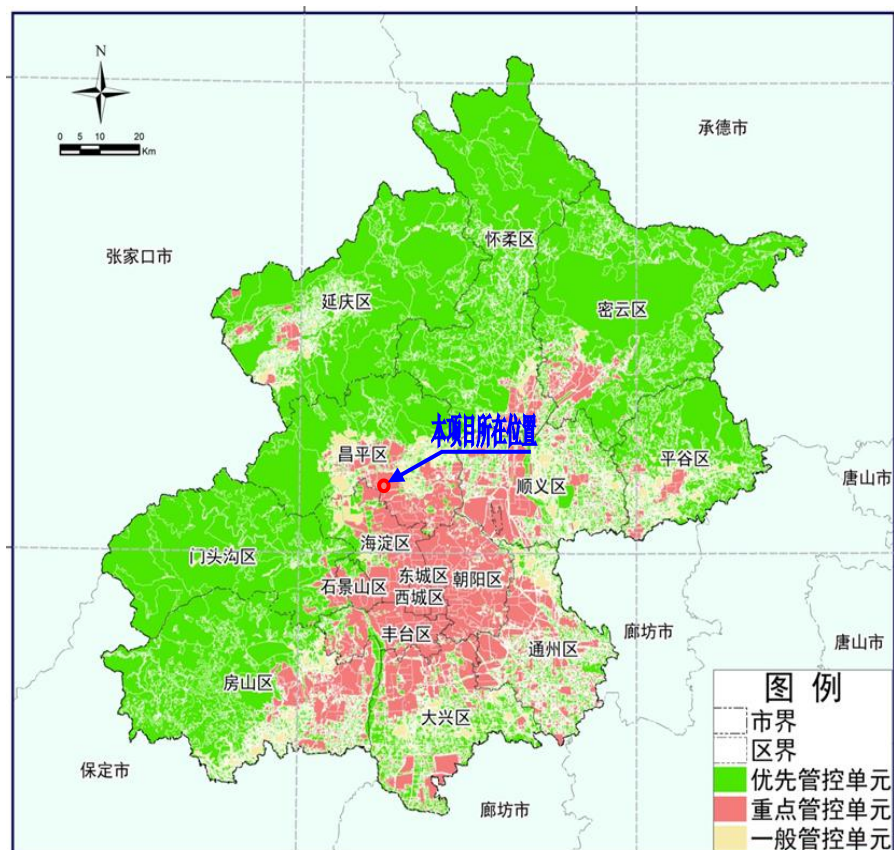 N
0 5 10 20
Km
承德市
张家口市
怀柔区
延庆区
密云区
本项目所在位置
昌平区
平谷区
唐山市
顺义区
海淀区
门头沟区
石景山区
东城区
朝阳区
西城区
丰台区
廊坊市
唐山市
通州区
房山区
大兴区
保定市
廊坊市
图 例
市界
区界
优先管控单元
重点管控单元
一般管控单元